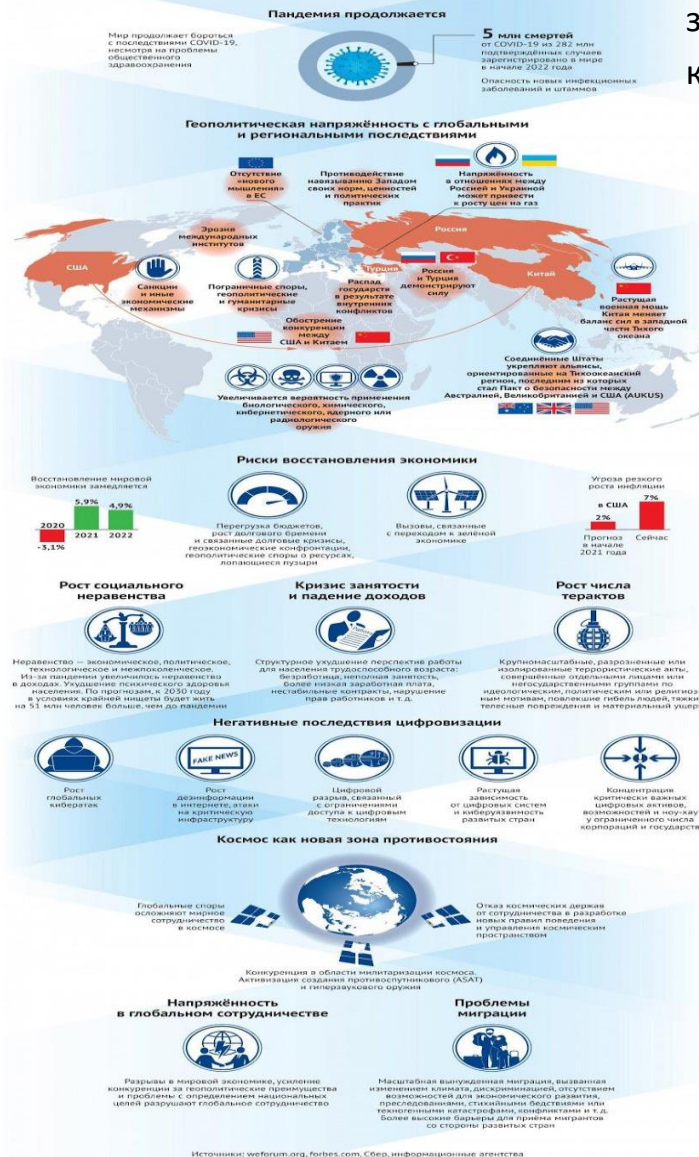 Пандемия продолжается
Мир продолжает бороться
с последствиями COVID-19,
несмотря на проблемы
общественного
здравоохранения
5 млн смертей
от COVID-19 из 282 млн
подтверждённых случаев
зарегистрировано в мире
в начале 2022 года
Опасность новых инфекционных
заболеваний и штаммов
З
К
Геополитическая напряжённость с глобальными
и региональными последствиями
Отсутствие
«нового
мышления»
в ЕС
Противодействие
навязыванию Западом
своих норм, ценностей
и политических
практик
Напряжённость
в отношениях между
Россией и Украиной
может привести
к росту цен на газ
Эрозия
международных
институтов
Россия
США
Турция
Китай
Санкции
и иные
экономические
механизмы
Пограничные споры,
геополитические
и гуманитарные
кризисы
Распад
государств
в результате
внутренних
конфликтов
Россия
и Турция
демонстрируют
силу
Растущая
военная мощь
Китая меняет
баланс сил в западной
части Тихого
океана
Обострение
конкуренции
между
США и Китаем
Соединённые Штаты
укрепляют альянсы,
ориентированные на Тихоокеанский
регион, последним из которых
стал Пакт о безопасности между
Австралией, Великобританией и США (AUKUS)
Увеличивается вероятность применения
биологического, химического,
кибернетического, ядерного или
радиологического
оружия
Риски восстановления экономики
Восстановление мировой
экономики замедляется
5,9%
4,9%
2020
2021
2022
-3,1%
Перегрузка бюджетов,
рост долгового бремени
и связанные долговые кризисы,
геоэкономические конфронтации,
геополитические споры о ресурсах,
лопающиеся пузыри
Вызовы, связанные
с переходом к зелёной
экономике
Угроза резкого
роста инфляции
в США
7%
2%
Прогноз
в начале
2021 года
Сейчас
Рост социального
неравенства
Неравенство — экономическое, политическое,
технологическое и межпоколенческое.
Из-за пандемии увеличилось неравенство
в доходах. Ухудшение психического здоровья
населения. По прогнозам, к 2030 году
в условиях крайней нищеты будет жить
на 51 млн человек больше, чем до пандемии
Кризис занятости
и падение доходов
Структурное ухудшение перспектив работы
для населения трудоспособного возраста:
безработица, неполная занятость,
более низкая заработная плата,
нестабильные контракты, нарушение
прав работников и т.д.
Рост числа
терактов
Крупномасштабные, разрозненные или
изолированные террористические акты,
совершённые отдельными лицами или
негосударственными группами по
идеологическим, политическим или религиоз-
ным мотивам, повлекшие гибель людей, тяжки
телесные повреждения и материальный ущер
Негативные последствия цифровизации
FAKE NEWS
Рост
глобальных
кибератак
Рост
дезинформации
в интернете, атаки
на критическую
инфраструктуру
Цифровой
разрыв, связанный
с ограничениями
доступа к цифровым
технологиям
Растущая
зависимость
от цифровых систем
и киберуязвимость
развитых стран
Концентрация
критически важных
цифровых активов,
возможностей и ноу-хау
у ограниченного числа
корпораций и государств
Космос как новая зона противостояния
Глобальные споры
осложняют мирное
сотрудничество
в космосе
Отказ космических держав
от сотрудничества в разработке
новых правил поведения
и управления космическим
пространством
Конкуренция в области милитаризации космоса.
Активизация создания противоспутникового (ASAT)
и гиперзвукового оружия
Напряжённость
в глобальном сотрудничестве
Разрывы в мировой экономике, усиление
конкуренции за геополитические преимущества
и проблемы с определением национальных
целей разрушают глобальное сотрудничество
Проблемы
миграции
Масштабная вынужденная миграция, вызванная
изменением климата, дискриминацией, отсутствием
возможностей для экономического развития,
преследованиями, стихийными бедствиями или
техногенными катастрофами, конфликтами и т.д.
Более высокие барьеры для приёма мигрантов
со стороны развитых стран
Источники: weforum.org, forbes.com, Сбер, информационные агентства